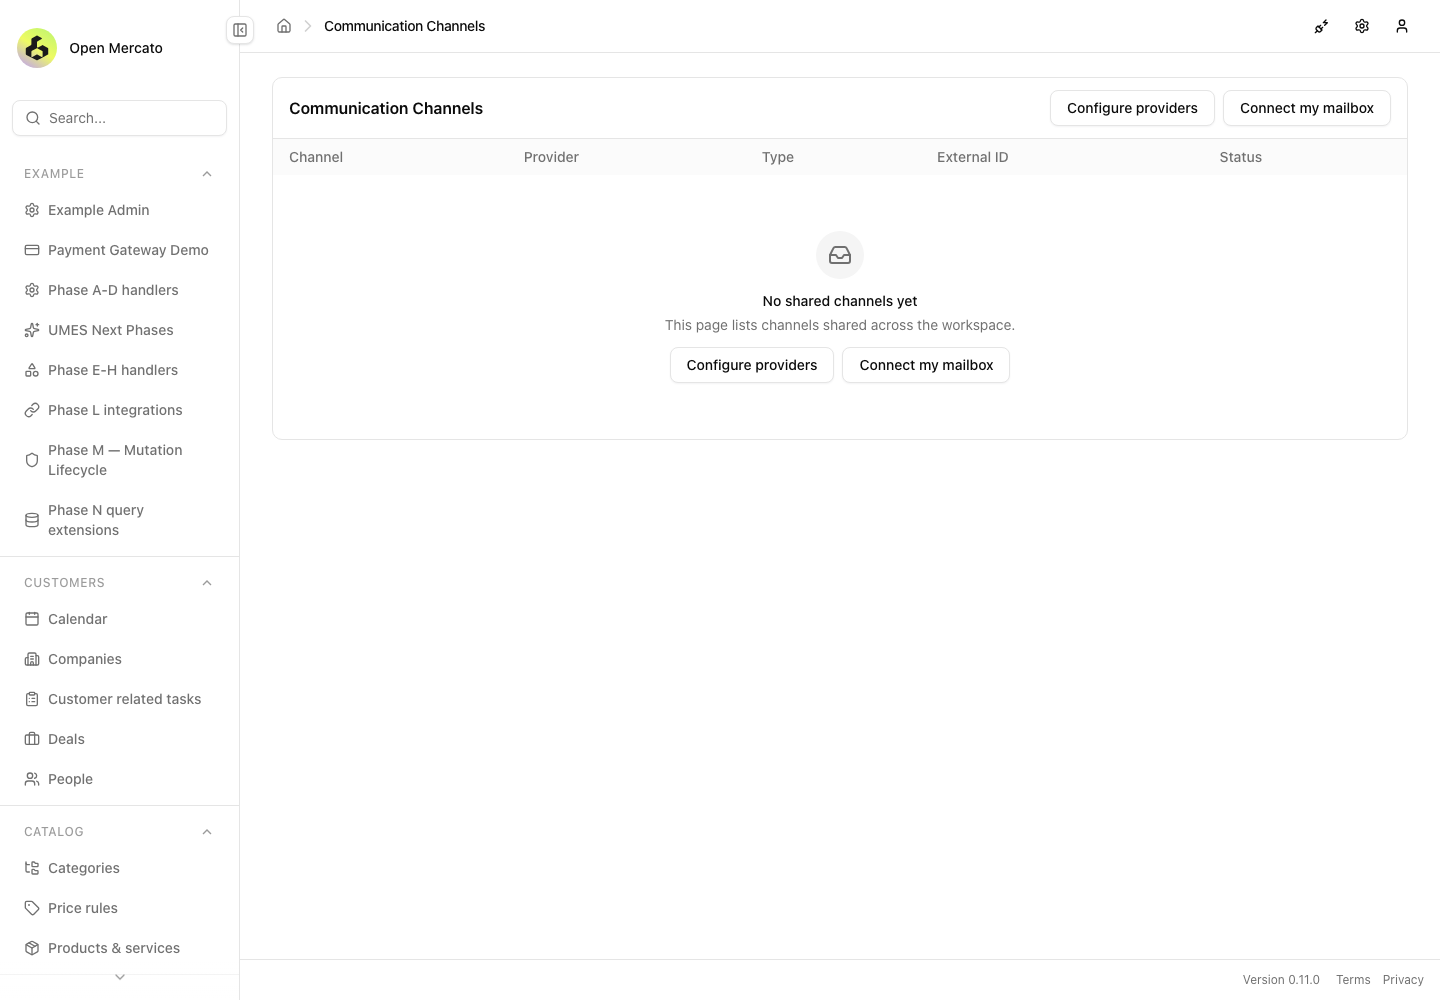 Open Mercato
Communication Channels
Search...
EXAMPLE
Example Admin
Payment Gateway Demo
Phase A-D handlers
UMES Next Phases
Phase E-H handlers
Phase L integrations
Phase M — Mutation
Lifecycle
Phase N query
extensions
CUSTOMERS
Calendar
Companies
Customer related tasks
Deals
People
CATALOG
Categories
Price rules
Products & services
Communication Channels
Configure providers
Connect my mailbox
Channel Provider Type External ID Status
No shared channels yet
This page lists channels shared across the workspace.
Configure providers
Connect my mailbox
Version 0.11.0 Terms Privacy